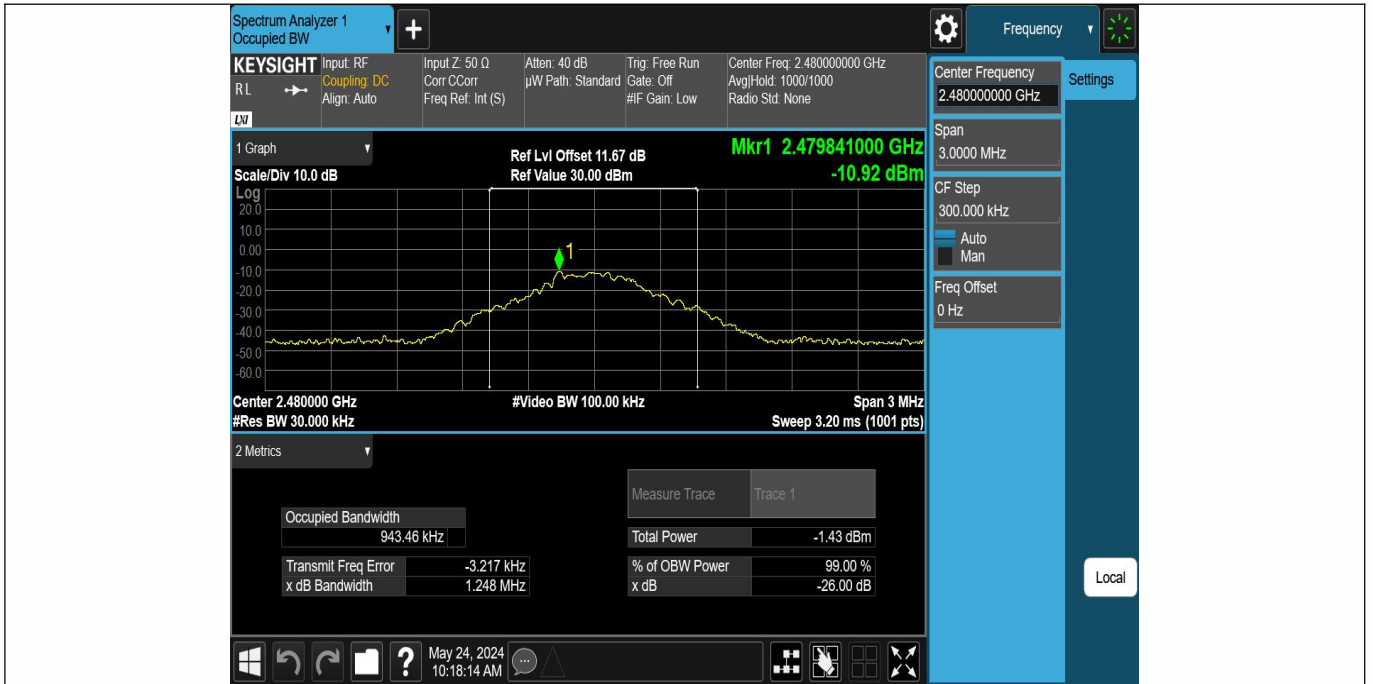 Spectrum Analyzer 1
Occupied BW
+
Frequency
KEYSIGHT
RL
LXI
Input: RF
Coupling: DC
Align: Auto
Input Z: 50 Ω
Corr CCorr
Freq Ref: Int (S)
Atten: 40 dB
µW Path: Standard
Trig: Free Run
Gate: Off
#IF Gain: Low
Center Freq: 2.480000000 GHz
Avg|Hold: 1000/1000
Radio Std: None
Center Frequency
2.480000000 GHz
Settings
Span
3.0000 MHz
CF Step
300.000 kHz
Auto
Man
Freq Offset
0 Hz
Local
1 Graph
Scale/Div 10.0 dB
Ref Lvl Offset 11.67 dB
Ref Value 30.00 dBm
Mkr1 2.479841000 GHz
-10.92 dBm
Log
20.0
10.0
0.00
-10.0
-20.0
-30.0
-40.0
-50.0
-60.0
1
Center 2.480000 GHz
#Video BW 100.00 kHz
Span 3 MHz
#Res BW 30.000 kHz
Sweep 3.20 ms (1001 pts)
2 Metrics
Measure Trace
Trace 1
Occupied Bandwidth
943.46 kHz
Total Power
-1.43 dBm
Transmit Freq Error
-3.217 kHz
% of OBW Power
99.00 %
x dB Bandwidth
1.248 MHz
x dB
-26.00 dB
?
May 24, 2024
10:18:14 AM